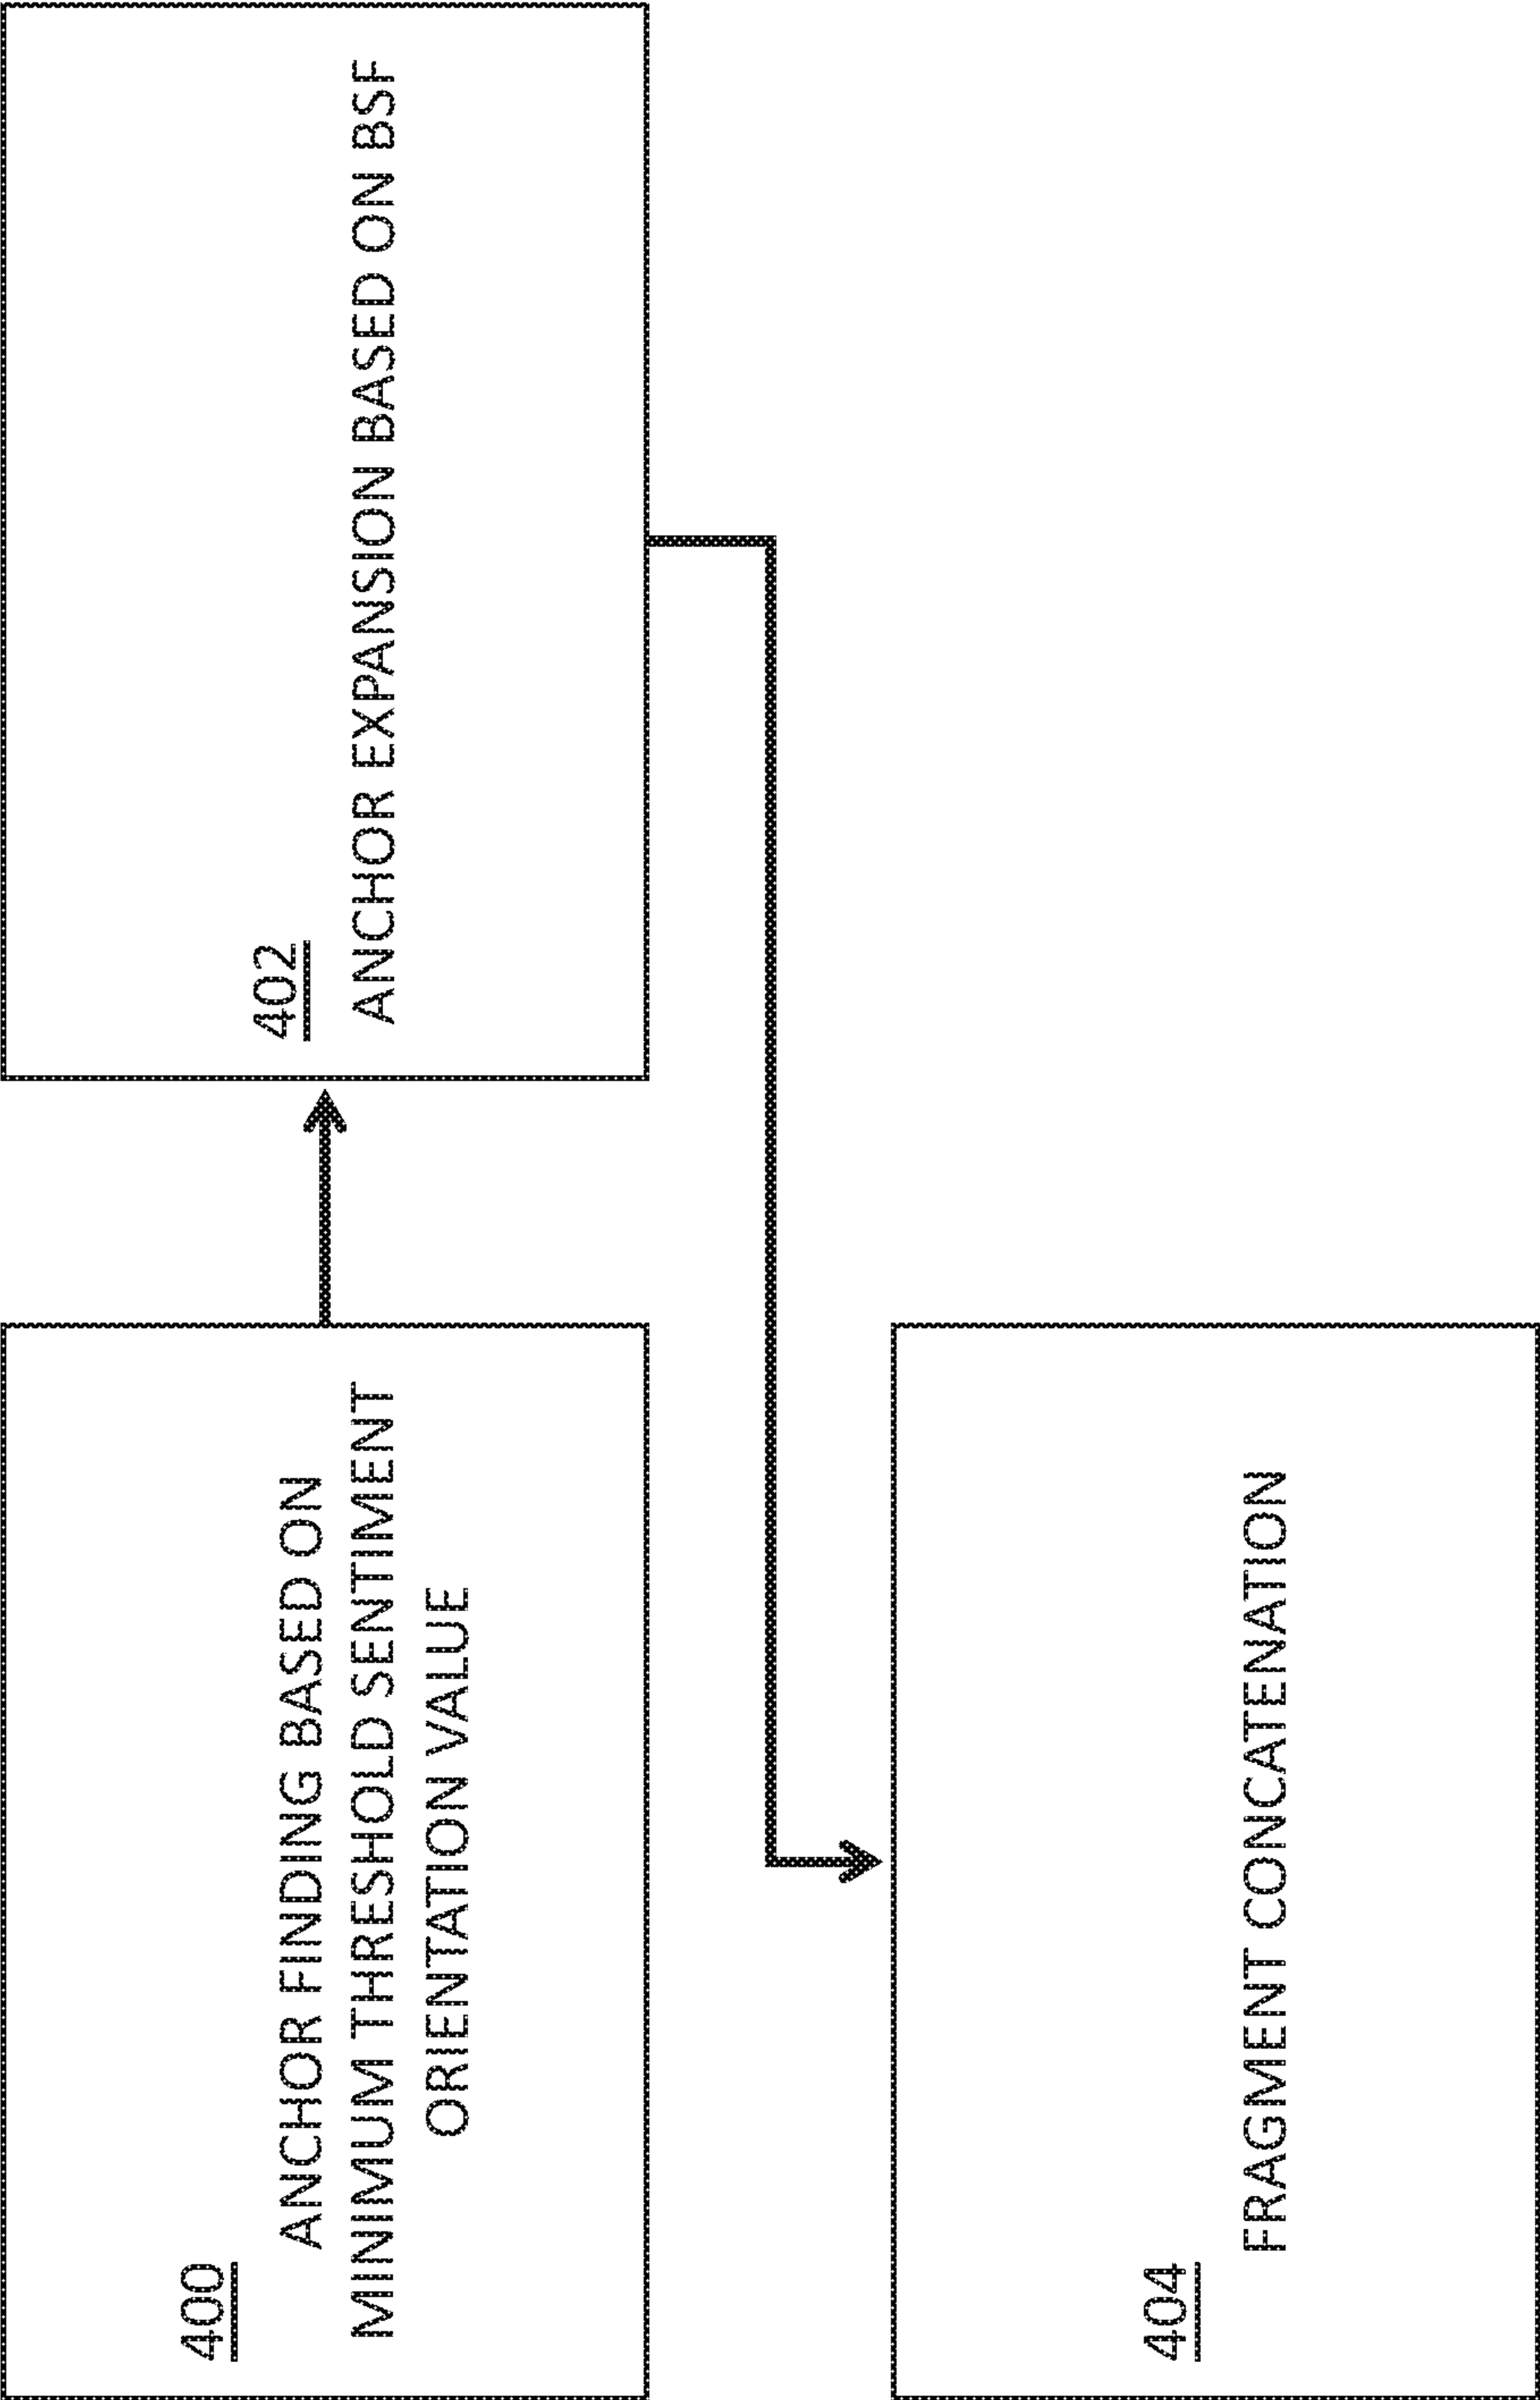 400
ANCHOR FINDING BASED ON
MINIMUM THRESHOLD SENTIMENT
ORIENTATION VALUE
402
ANCHOR EXPANSION BASED ON BSF
404
FRAGMENT CONCATENATION